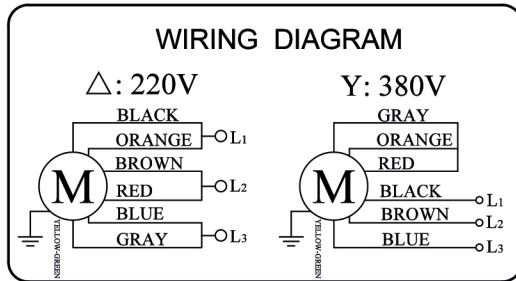 WIRING DIAGRAM
△: 220V
BLACK
ORANGE
L1
BROWN
RED
L2
BLUE
GRAY
L3
M
YELLOW-GREEN
Y: 380V
GRAY
ORANGE
RED
BLACK
L1
BROWN
L2
BLUE
L3
M
YELLOW-GREEN